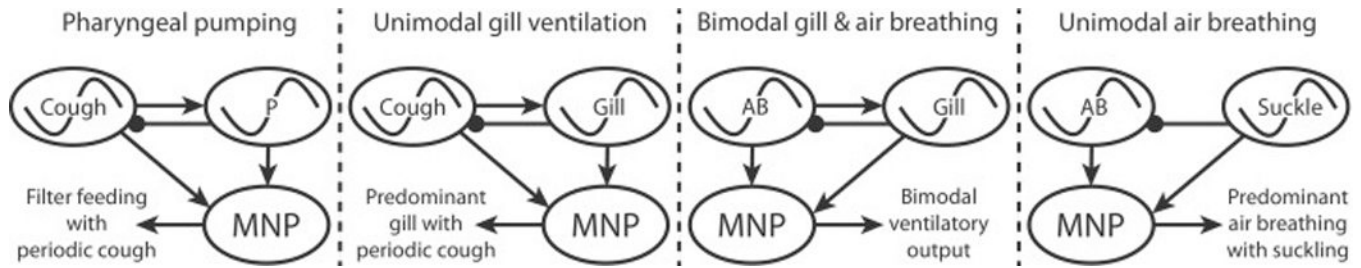 Pharyngeal pumping
Cough
P
MNP
Filter feeding
with
periodic cough
Unimodal gill ventilation
Cough
Gill
MNP
Predominant
gill with
periodic cough
Bimodal gill & air breathing
AB
Gill
MNP
Bimodal
ventilatory
output
Unimodal air breathing
AB
Suckle
MNP
Predominant
air breathing
with suckling